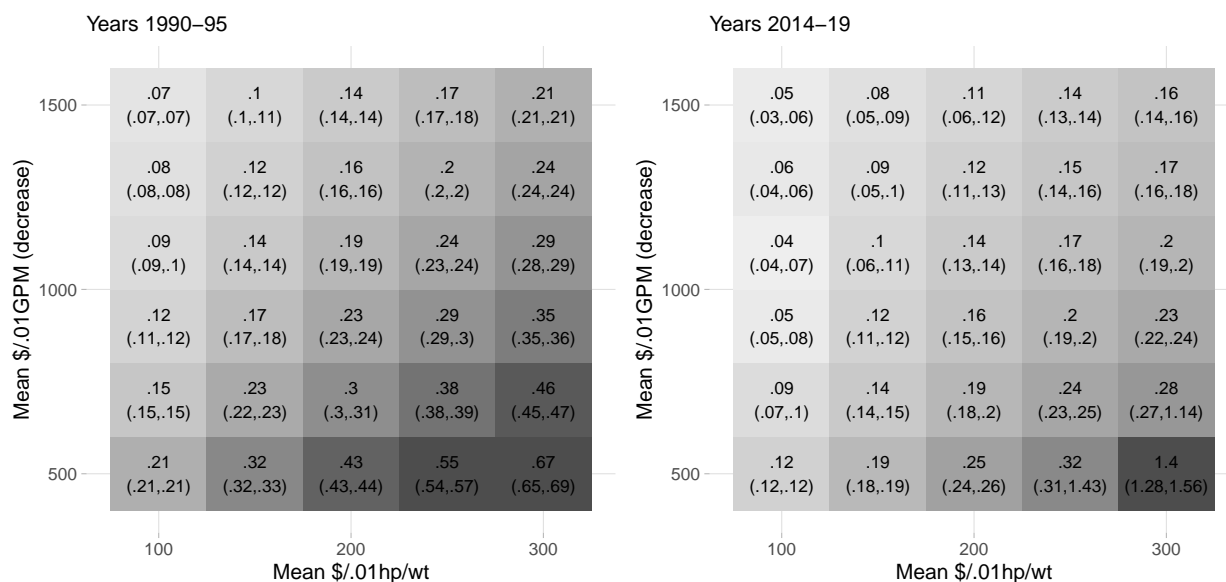 Years 1990–95
Years 2014–19
Mean $/.01GPM (decrease)
1500
.07 .1 .14 .17 .21
(.07,.07) (.1,.11) (.14,.14) (.17,.18) (.21,.21)
.08 .12 .16 .2 .24
(.08,.08) (.12,.12) (.16,.16) (.2,.2) (.24,.24)
.09 .14 .19 .24 .29
(.09,.1) (.14,.14) (.19,.19) (.23,.24) (.28,.29)
1000
.12 .17 .23 .29 .35
(.11,.12) (.17,.18) (.23,.24) (.29,.3) (.35,.36)
.15 .23 .3 .38 .46
(.15,.15) (.22,.23) (.3,.31) (.38,.39) (.45,.47)
500
.21 .32 .43 .55 .67
(.21,.21) (.32,.33) (.43,.44) (.54,.57) (.65,.69)
100 200 300
Mean $/.01hp/wt
Mean $/.01GPM (decrease)
1500
.05 .08 .11 .14 .16
(.03,.06) (.05,.09) (.06,.12) (.13,.14) (.14,.16)
.06 .09 .12 .15 .17
(.04,.06) (.05,.1) (.11,.13) (.14,.16) (.16,.18)
.04 .1 .14 .17 .2
(.04,.07) (.06,.11) (.13,.14) (.16,.18) (.19,.2)
1000
.05 .12 .16 .2 .23
(.05,.08) (.11,.12) (.15,.16) (.19,.2) (.22,.24)
.09 .14 .19 .24 .28
(.07,.1) (.14,.15) (.18,.2) (.23,.25) (.27,1.14)
500
.12 .19 .25 .32 1.4
(.12,.12) (.18,.19) (.24,.26) (.31,1.43) (1.28,1.56)
100 200 300
Mean $/.01hp/wt